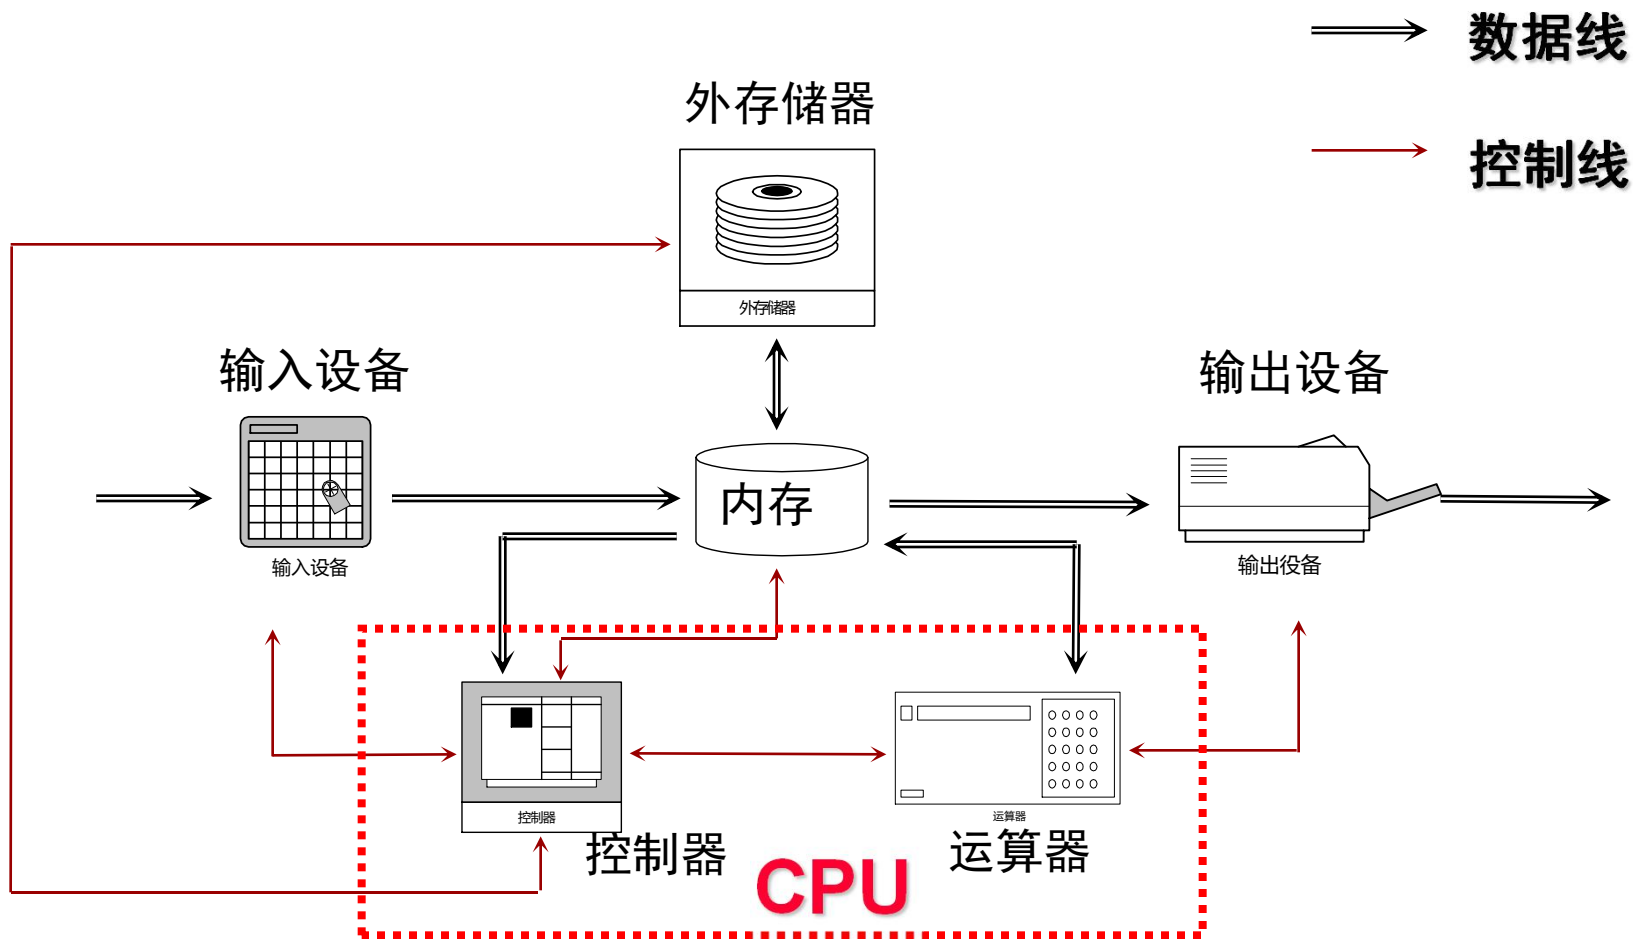 数据线
外存储器
控制线
外存储器
输入设备
输出设备
内存
输入设备
输出役备
控制器
运算器
控制器
运算器
CPU